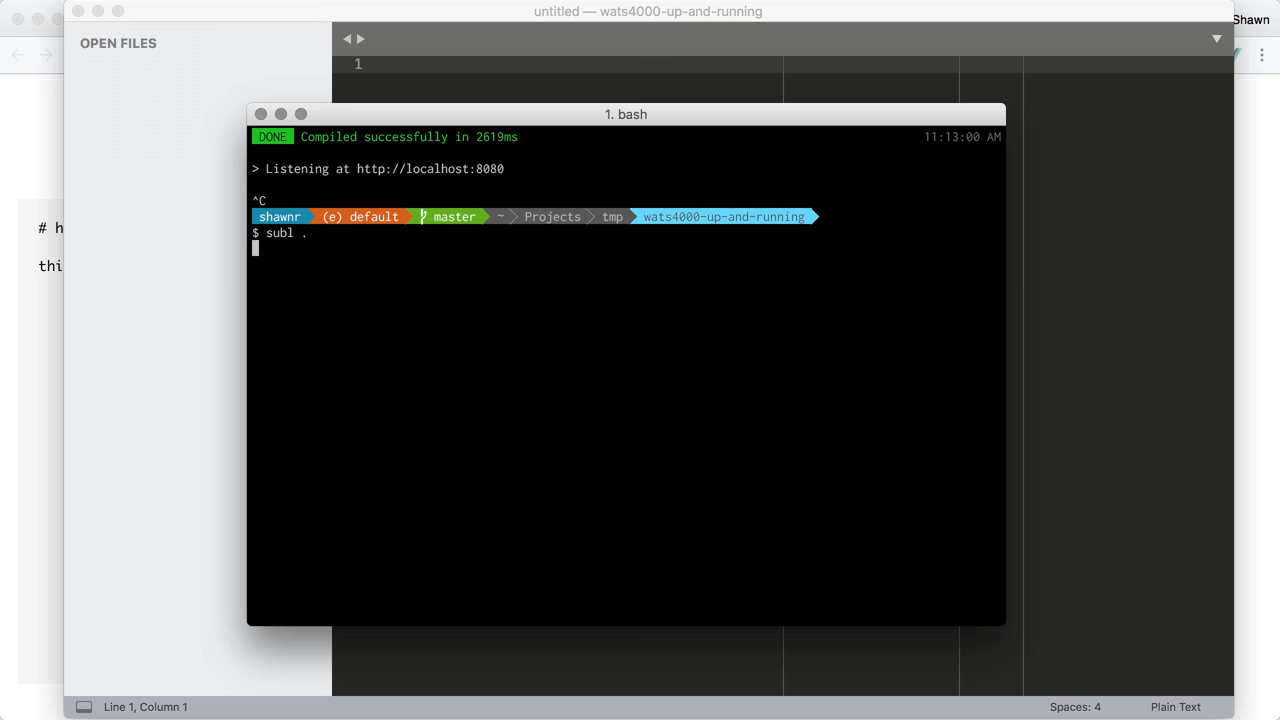 untitled — wats4000-up-and-running
Shawn
OPEN FILES
1
1. bash
DONE Compiled successfully in 2619ms 11:13:00 AM
> Listening at http://localhost:8080
^C
shawnr (e) default master ~ Projects tmp wats4000-up-and-running
$ subl .
# h
thi
Line 1, Column 1 Spaces: 4 Plain Text